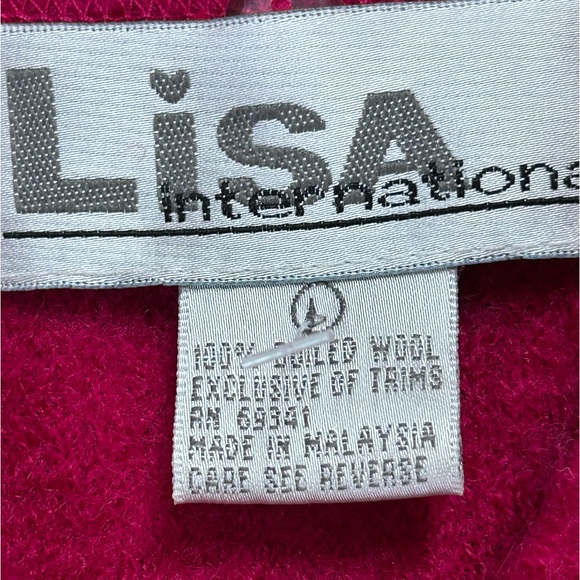 LiSA
internationa
L
100% BOILED WOOL
EXCLUSIVE OF TRIMS
RN 69341
MADE IN MALAYSIA
CARE SEE REVERSE